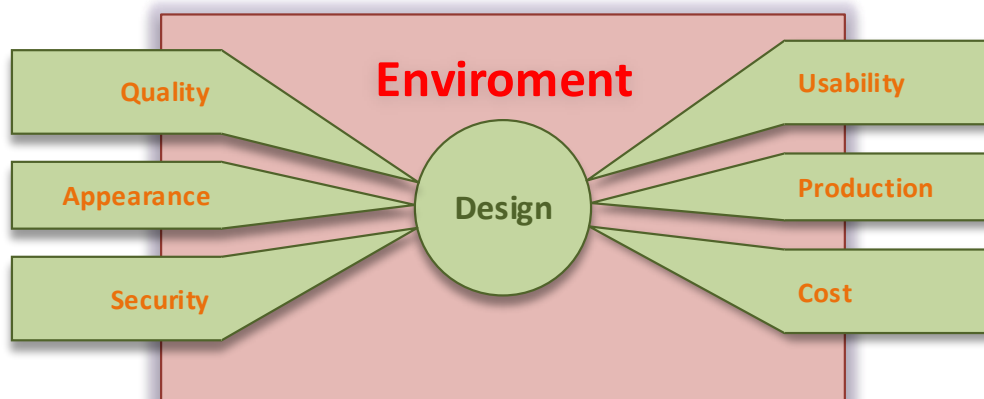 Enviroment
Quality
Appearance
Security
Design
Usability
Production
Cost